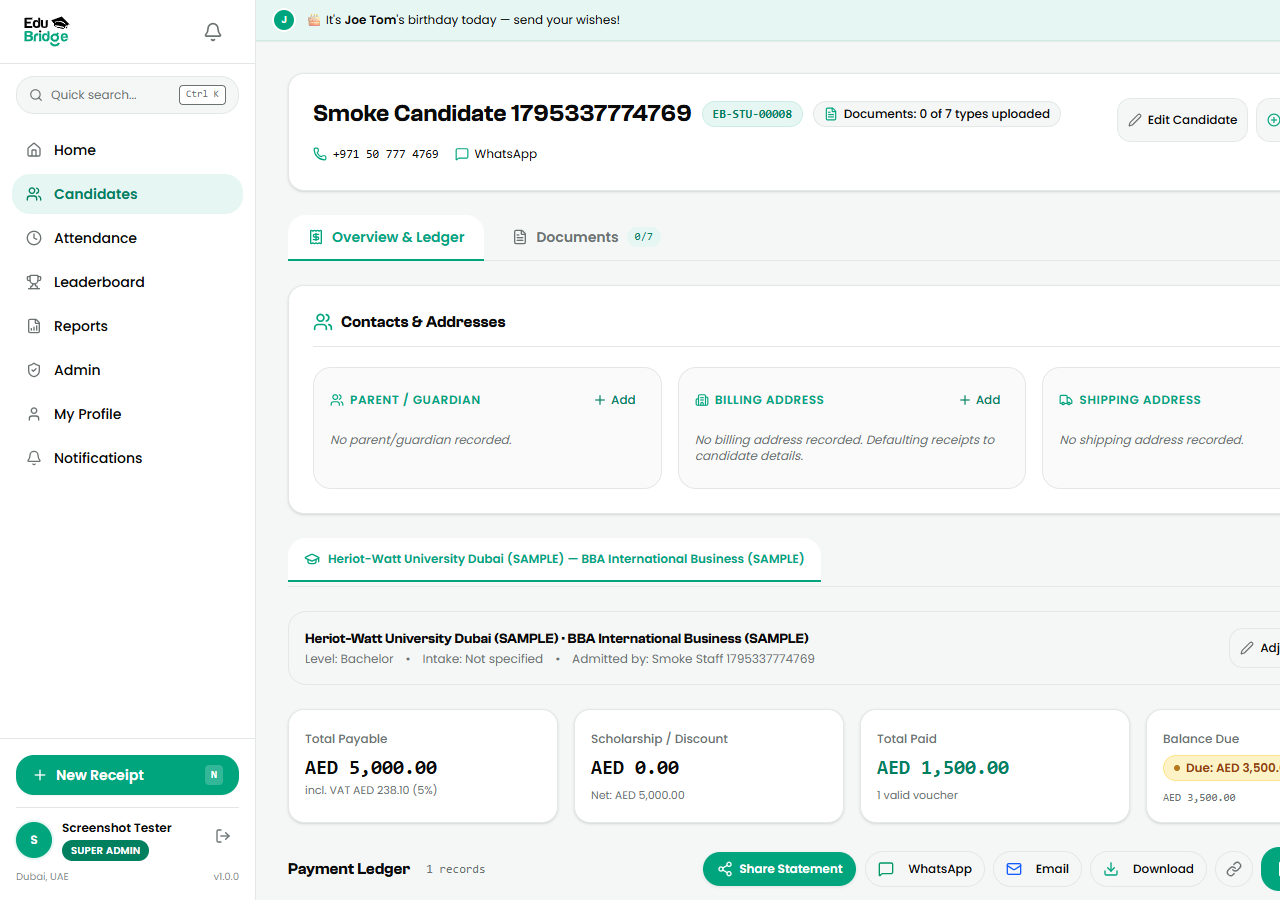 Edu
Bridge
Quick search...
Ctrl K
Home
Candidates
Attendance
Leaderboard
Reports
Admin
My Profile
Notifications
New Receipt
N
S
Screenshot Tester
SUPER ADMIN
Dubai, UAE
v1.0.0
J
It's Joe Tom's birthday today — send your wishes!
Smoke Candidate 1795337774769
EB-STU-00008
Documents: 0 of 7 types uploaded
Edit Candidate
+971 50 777 4769
WhatsApp
Overview & Ledger
Documents
0/7
Contacts & Addresses
PARENT / GUARDIAN
Add
No parent/guardian recorded.
BILLING ADDRESS
Add
No billing address recorded. Defaulting receipts to
candidate details.
SHIPPING ADDRESS
No shipping address recorded.
Heriot-Watt University Dubai (SAMPLE) — BBA International Business (SAMPLE)
Heriot-Watt University Dubai (SAMPLE) · BBA International Business (SAMPLE)
Level: Bachelor • Intake: Not specified • Admitted by: Smoke Staff 1795337774769
Adj
Total Payable
AED 5,000.00
incl. VAT AED 238.10 (5%)
Scholarship / Discount
AED 0.00
Net: AED 5,000.00
Total Paid
AED 1,500.00
1 valid voucher
Balance Due
Due: AED 3,500.
AED 3,500.00
Payment Ledger
1 records
Share Statement
WhatsApp
Email
Download